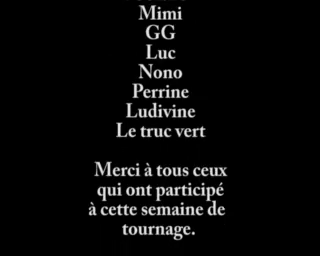 Mimi
GG
Luc
Nono
Perrine
Ludivine
Le truc vert
Merci à tous ceux
qui ont participé
à cette semaine de
tournage.